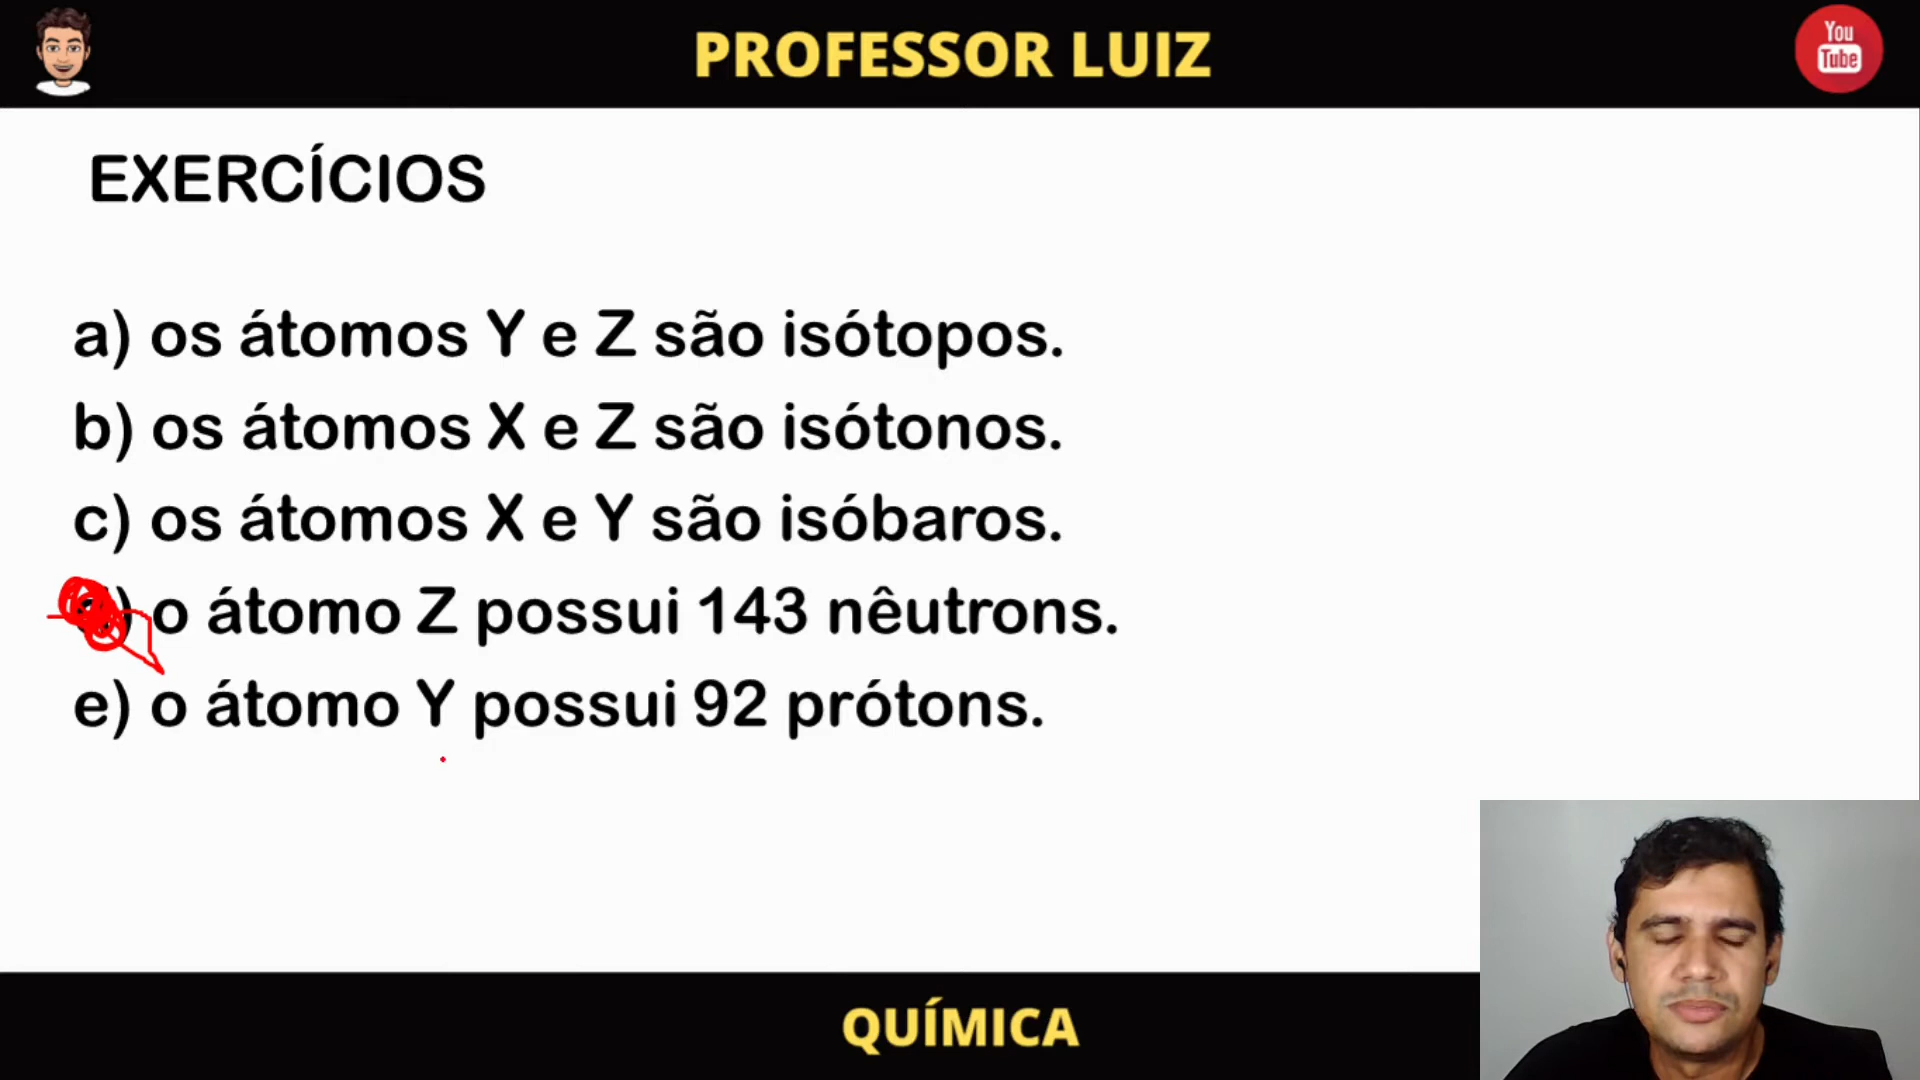 PROFESSOR LUIZ
You
Tube
EXERCÍCIOS
a) os átomos Y e Z são isótopos.
b) os átomos X e Z são isótonos.
c) os átomos X e Y são isóbaros.
o átomo Z possui 143 nêutrons.
e) o átomo Y possui 92 prótons.
QUÍMICA